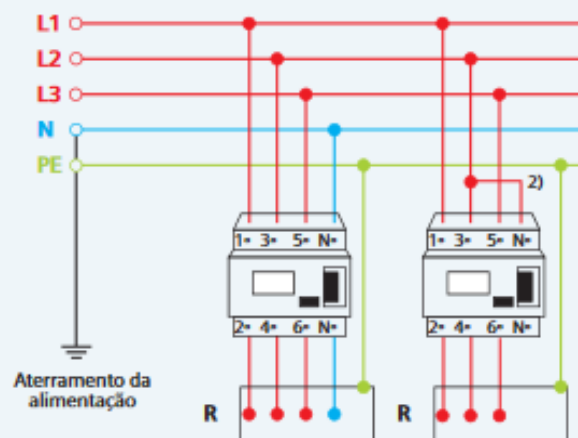 L1
L2
L3
N
PE
2)
1 3 5 N
1 3 5 N
2 4 6 N
2 4 6 N
Aterramento da
alimentação
R
R